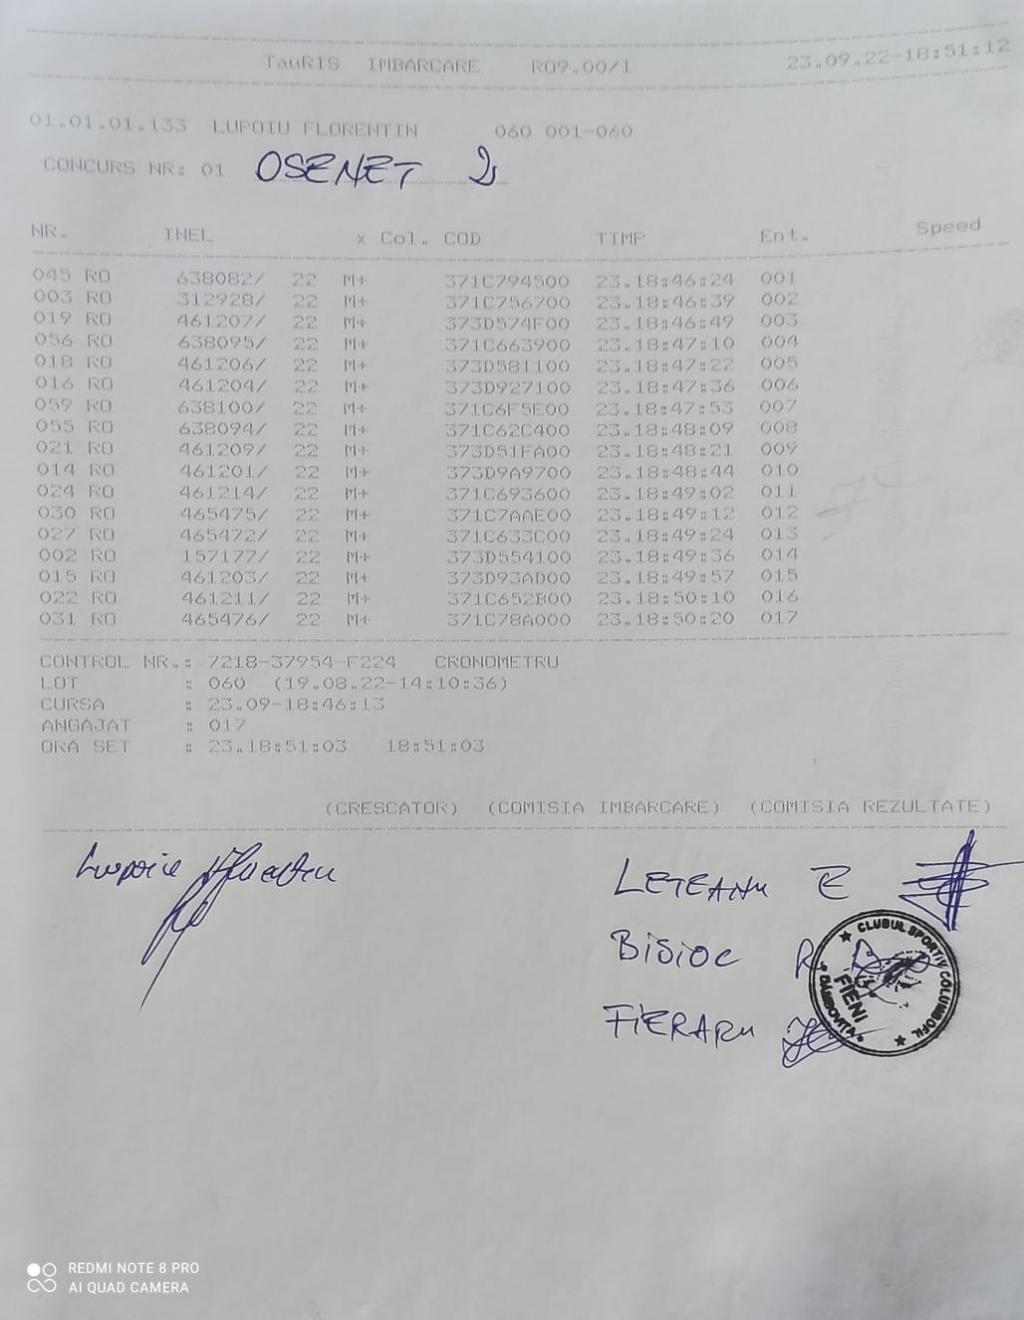 TauRIS IMBARCARE R09.00/1 23.09.22-18:51:12
01.01.01.133 LUPOIU FLORENTIN 060 001-060
CONCURS NR: 01 OSENET 2
NR. INEL x Col. COD TIMP Ent. Speed
045 RO 638082/ 22 M+ 371C794500 23.18:46:24 001
003 RO 312928/ 22 M+ 371C756700 23.18:46:39 002
019 RO 461207/ 22 M+ 373D574F00 23.18:46:49 003
056 RO 638095/ 22 M+ 371C663900 23.18:47:10 004
018 RO 461206/ 22 M+ 373D581100 23.18:47:22 005
016 RO 461204/ 22 M+ 373D927100 23.18:47:36 006
059 RO 638100/ 22 M+ 371C6F5E00 23.18:47:53 007
055 RO 638094/ 22 M+ 371C62C400 23.18:48:09 008
021 RO 461209/ 22 M+ 373D51FA00 23.18:48:21 009
014 RO 461201/ 22 M+ 373D9A9700 23.18:48:44 010
024 RO 461214/ 22 M+ 371C693600 23.18:49:02 011
030 RO 465475/ 22 M+ 371C7AAE00 23.18:49:12 012
027 RO 465472/ 22 M+ 371C633C00 23.18:49:24 013
002 RO 157177/ 22 M+ 373D554100 23.18:49:36 014
015 RO 461203/ 22 M+ 373D93AD00 23.18:49:57 015
022 RO 461211/ 22 M+ 371C652B00 23.18:50:10 016
031 RO 465476/ 22 M+ 371C78A000 23.18:50:20 017
CONTROL NR.: 7218-37954-F224 CRONOMETRU
LOT : 060 (19.08.22-14:10:36)
CURSA : 23.09-18:46:13
ANGAJAT : 017
ORA SET : 23.18:51:03 18:51:03
(CRESCATOR) (COMISIA IMBARCARE) (COMISIA REZULTATE)
LETEANU E
BISIOC R
FIERARU
CLUBUL SPORTIV COLUMBOFIL
FIENI
DAMBOVITA
REDMI NOTE 8 PRO
AI QUAD CAMERA